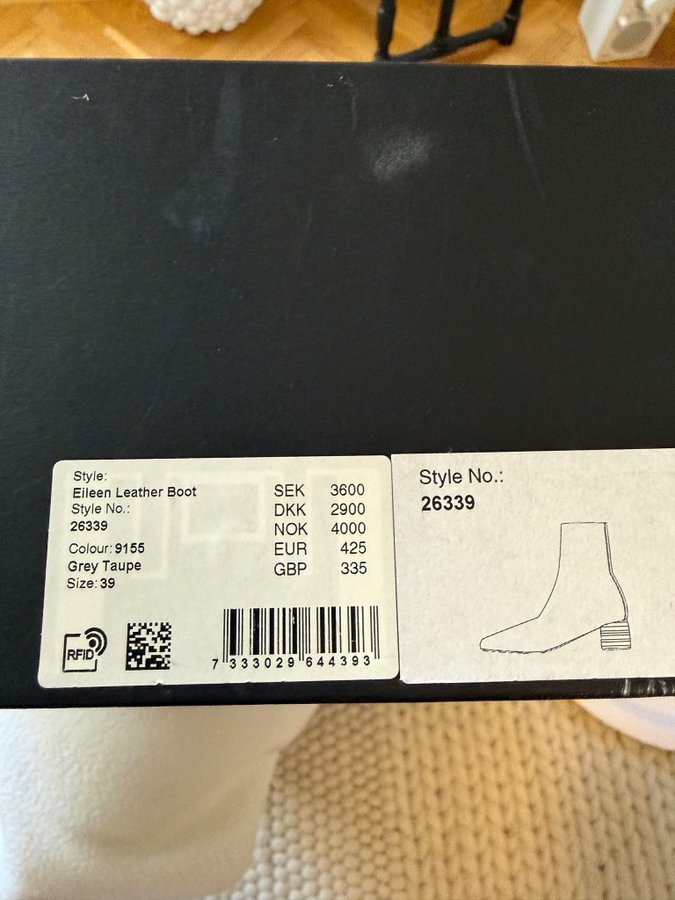 Style:
Eileen Leather Boot
Style No.:
26339
Colour: 9155
Grey Taupe
Size: 39
SEK 3600
DKK 2900
NOK 4000
EUR 425
GBP 335
RFID
7 333029 644393
Style No.:
26339